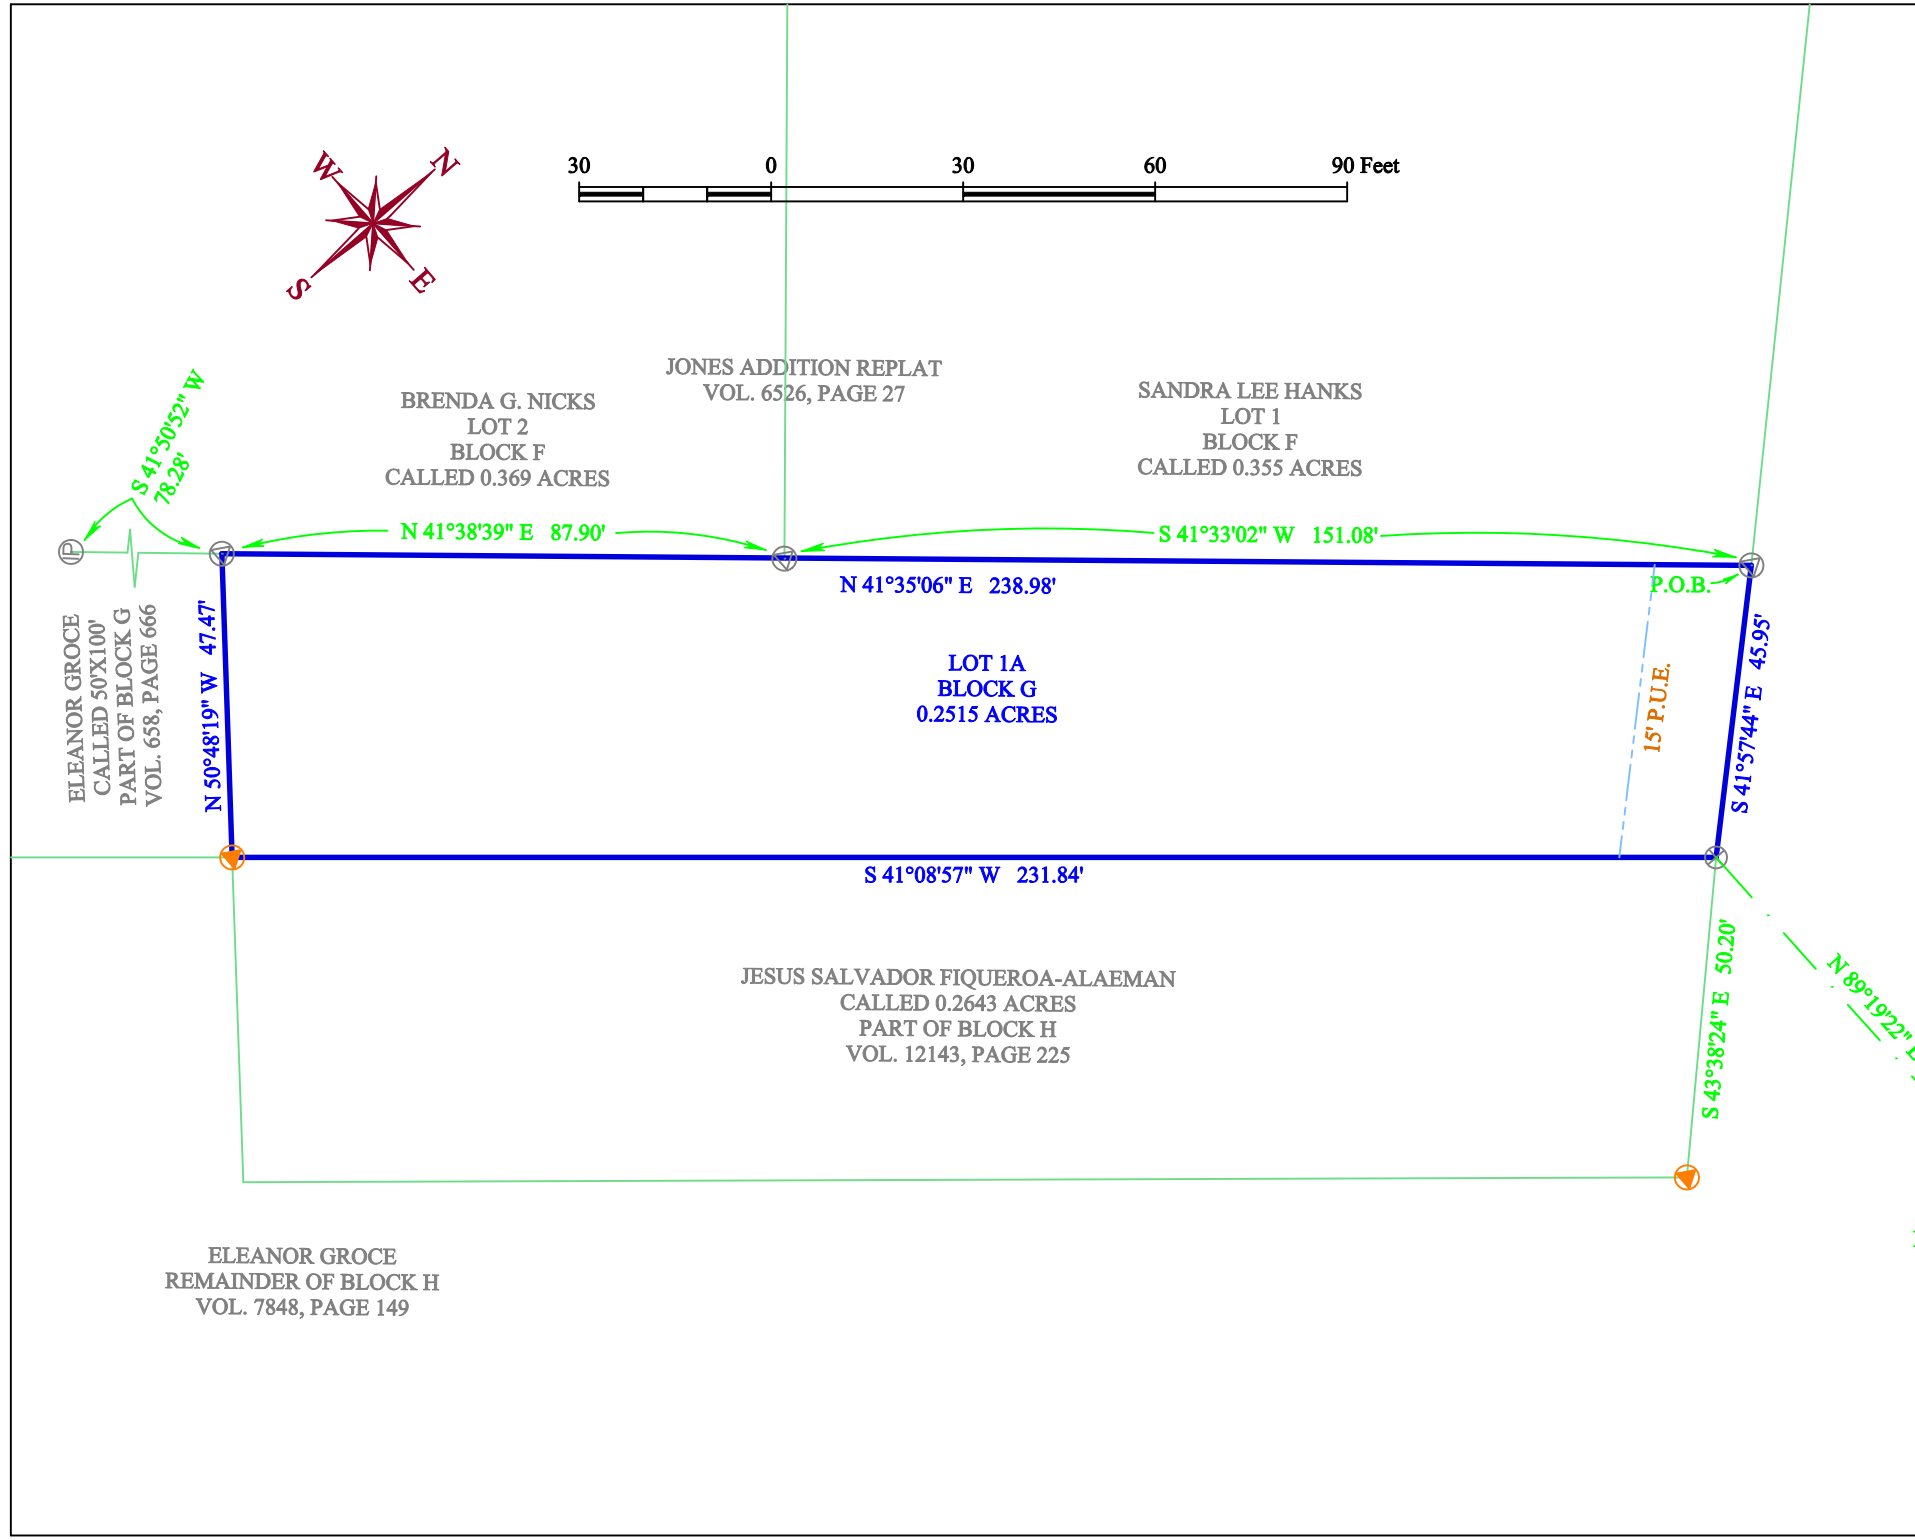 W
N
S
E
30 0 30 60 90 Feet
JONES ADDITION REPLAT
VOL. 6526, PAGE 27
BRENDA G. NICKS
LOT 2
BLOCK F
CALLED 0.369 ACRES
SANDRA LEE HANKS
LOT 1
BLOCK F
CALLED 0.355 ACRES
S 41°50'52" W
78.28'
IP
N 41°38'39" E 87.90'
S 41°33'02" W 151.08'
N 41°35'06" E 238.98'
P.O.B.
ELEANOR GROCE
CALLED 50'X100'
PART OF BLOCK G
VOL. 658, PAGE 666
N 50°48'19" W 47.47'
LOT 1A
BLOCK G
0.2515 ACRES
15' P.U.E.
S 41°57'44" E 45.95'
S 41°08'57" W 231.84'
JESUS SALVADOR FIQUEROA-ALAEMAN
CALLED 0.2643 ACRES
PART OF BLOCK H
VOL. 12143, PAGE 225
S 43°38'24" E 50.20'
N 89°19'22"
ELEANOR GROCE
REMAINDER OF BLOCK H
VOL. 7848, PAGE 149